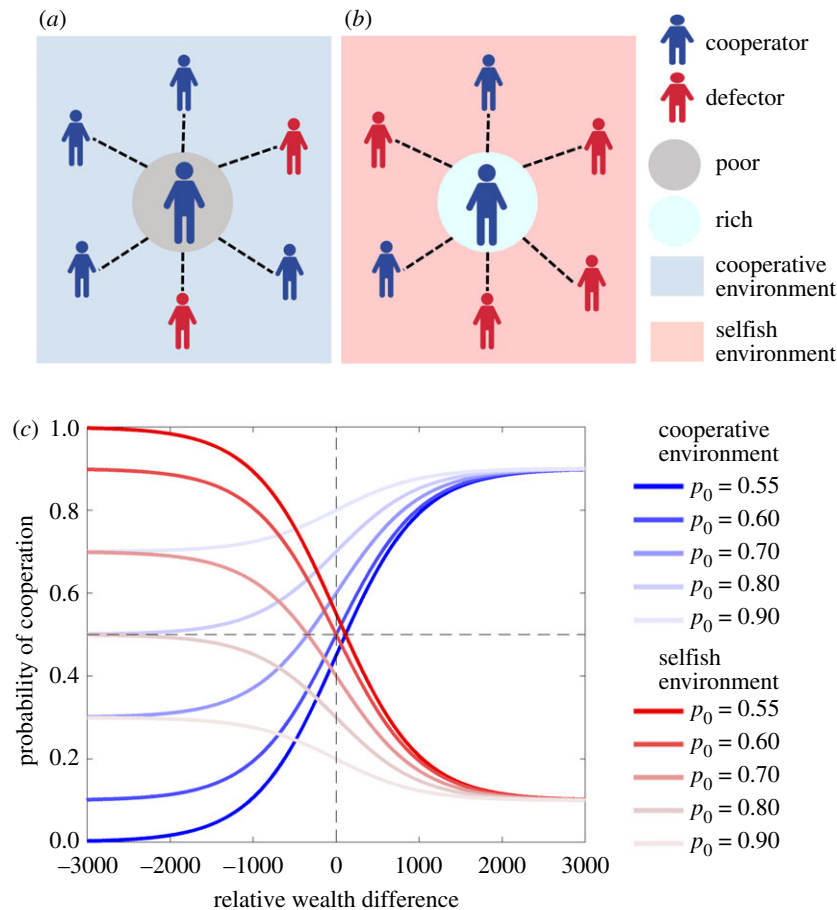 (a)
(b)
cooperator
defector
poor
rich
cooperative
environment
selfish
environment
(c)
1.0
0.8
0.6
0.4
0.2
0.0
probability of cooperation
−3000 −2000 −1000 0 1000 2000 3000
relative wealth difference
cooperative
environment
p0 = 0.55
p0 = 0.60
p0 = 0.70
p0 = 0.80
p0 = 0.90
selfish
environment
p0 = 0.55
p0 = 0.60
p0 = 0.70
p0 = 0.80
p0 = 0.90